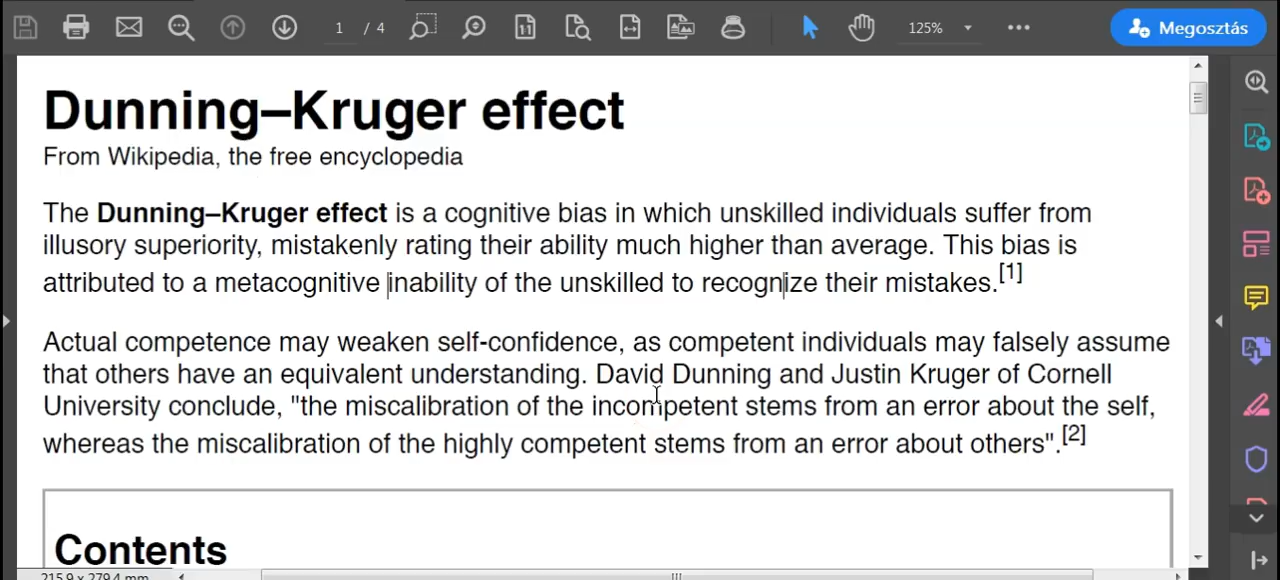 1 / 4 125% Megosztás
Dunning–Kruger effect
From Wikipedia, the free encyclopedia
The Dunning–Kruger effect is a cognitive bias in which unskilled individuals suffer from
illusory superiority, mistakenly rating their ability much higher than average. This bias is
attributed to a metacognitive inability of the unskilled to recognize their mistakes.[1]
Actual competence may weaken self-confidence, as competent individuals may falsely assume
that others have an equivalent understanding. David Dunning and Justin Kruger of Cornell
University conclude, "the miscalibration of the incompetent stems from an error about the self,
whereas the miscalibration of the highly competent stems from an error about others".[2]
Contents
215,9 x 279,4 mm